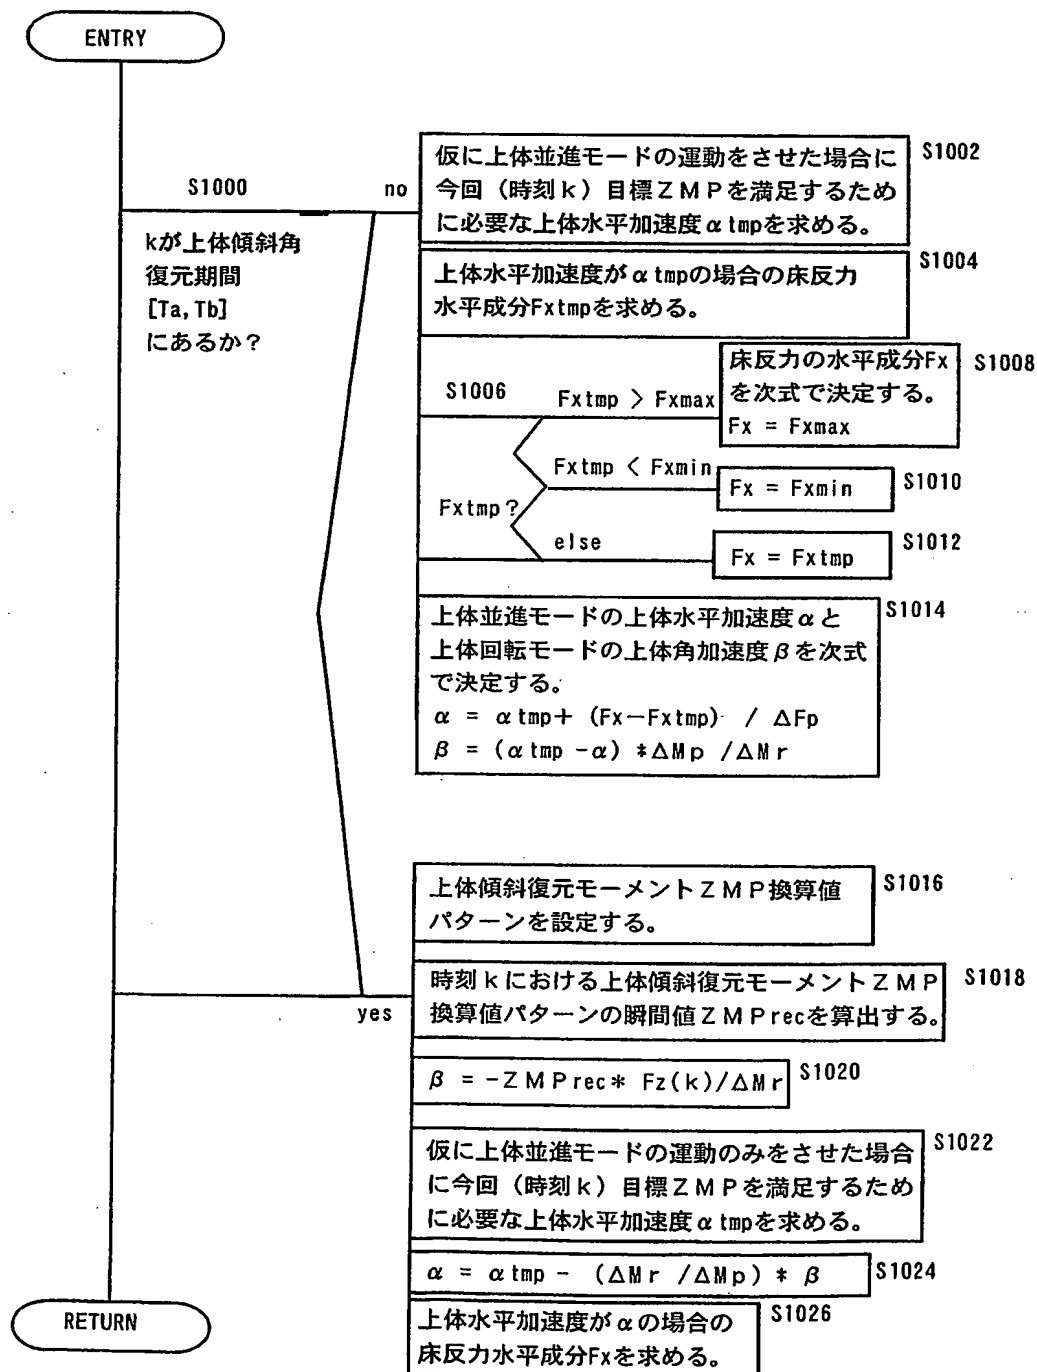 ENTRY
S1000
no
kが上体傾斜角
復元期間
[Ta,Tb]
にあるか？
仮に上体並進モードの運動をさせた場合に
今回（時刻ｋ）目標ＺＭＰを満足するため
に必要な上体水平加速度αtmpを求める。
S1002
上体水平加速度がαtmpの場合の床反力
水平成分Fxtmpを求める。
S1004
S1006
Fxtmp？
Fxtmp > Fxmax
床反力の水平成分Fx
を次式で決定する。
Fx = Fxmax
S1008
Fxtmp < Fxmin
Fx = Fxmin
S1010
else
Fx = Fxtmp
S1012
上体並進モードの上体水平加速度αと
上体回転モードの上体角加速度βを次式
で決定する。
α = αtmp+ (Fx－Fxtmp) / ΔFp
β = (αtmp -α) *ΔMp /ΔMr
S1014
yes
上体傾斜復元モーメントＺＭＰ換算値
パターンを設定する。
S1016
時刻ｋにおける上体傾斜復元モーメントＺＭＰ
換算値パターンの瞬間値ＺＭＰrecを算出する。
S1018
β = -ＺＭＰrec* Fz(k)/ΔMr
S1020
仮に上体並進モードの運動のみをさせた場合
に今回（時刻ｋ）目標ＺＭＰを満足するため
に必要な上体水平加速度αtmpを求める。
S1022
α = αtmp - (ΔMr /ΔMp) * β
S1024
上体水平加速度がαの場合の
床反力水平成分Fxを求める。
S1026
RETURN